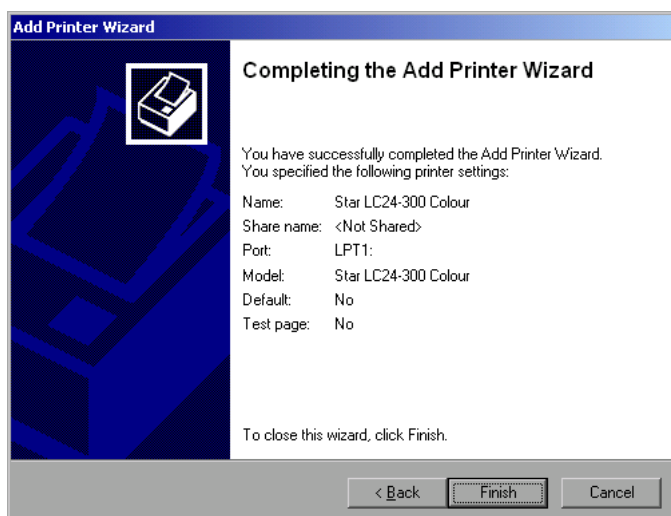 Add Printer Wizard
Completing the Add Printer Wizard
You have successfully completed the Add Printer Wizard.
You specified the following printer settings:
Name: Star LC24-300 Colour
Share name: <Not Shared>
Port: LPT1:
Model: Star LC24-300 Colour
Default: No
Test page: No
To close this wizard, click Finish.
< Back Finish Cancel